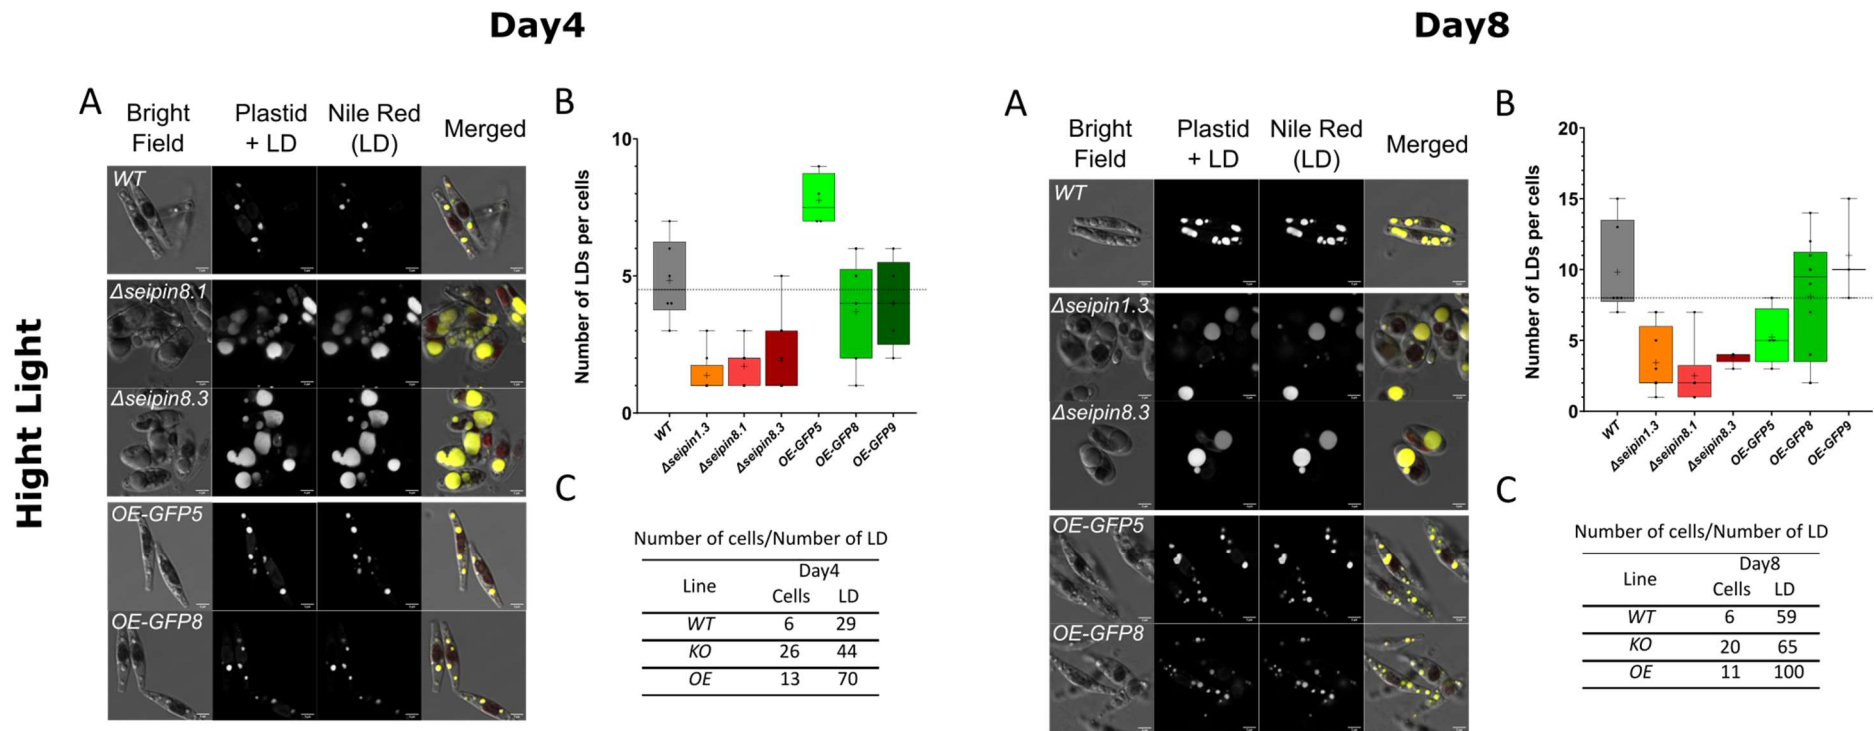 Day4
Day8
Hight Light
A
Bright Field
Plastid + LD
Nile Red (LD)
Merged
WT
Δseipin8.1
Δseipin8.3
OE-GFP5
OE-GFP8
B
Number of LDs per cells
10
5
0
WT
Δseipin1.3
Δseipin8.1
Δseipin8.3
OE-GFP5
OE-GFP8
OE-GFP9
C
Number of cells/Number of LD
Line
Day4
Cells LD
WT 6 29
KO 26 44
OE 13 70
A
Bright Field
Plastid + LD
Nile Red (LD)
Merged
WT
Δseipin1.3
Δseipin8.3
OE-GFP5
OE-GFP8
B
Number of LDs per cells
20
15
10
5
0
WT
Δseipin1.3
Δseipin8.1
Δseipin8.3
OE-GFP5
OE-GFP8
OE-GFP9
C
Number of cells/Number of LD
Line
Day8
Cells LD
WT 6 59
KO 20 65
OE 11 100